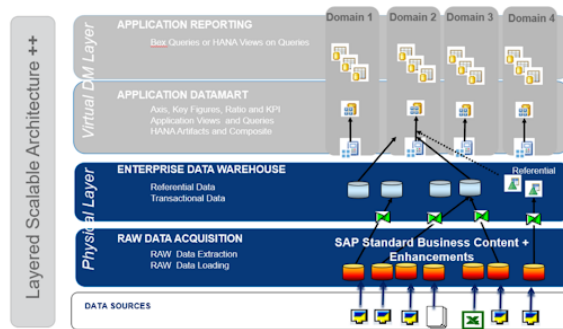 Layered Scalable Architecture ++
Virtual DM Layer
Physical Layer
Domain 1
Domain 2
Domain 3
Domain 4
APPLICATION REPORTING
Bex Queries or HANA Views on Queries
APPLICATION DATAMART
Axis, Key Figures, Ratio and KPI
Application Views and Queries
HANA Artifacts and Composite
ENTERPRISE DATA WAREHOUSE
Referential Data
Transactional Data
Referential
RAW DATA ACQUISITION
RAW Data Extraction
RAW Data Loading
SAP Standard Business Content +
Enhancements
DATA SOURCES